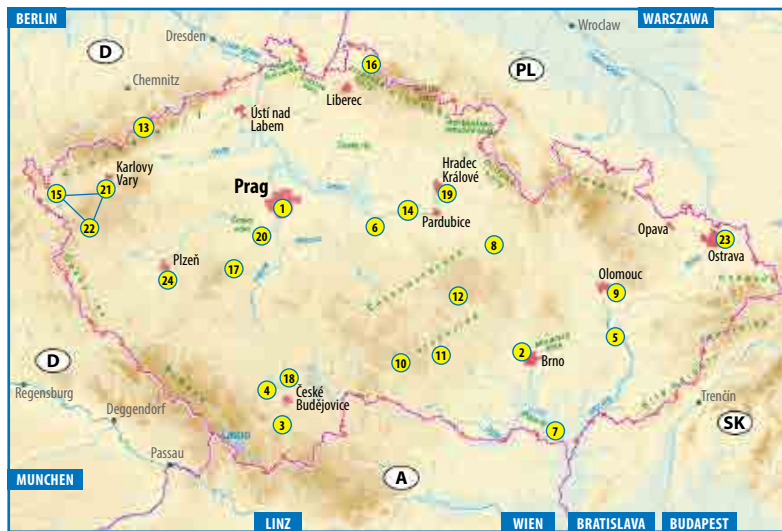 BERLIN
WARSZAWA
Dresden
Wroclaw
D
16
PL
Chemnitz
Liberec
Ústí nad
Labem
13
Karlovy
Vary
Hradec
Králové
15
21
Prag
19
14
1
Pardubice
22
6
Opava
20
8
23
Ostrava
Plzeň
17
24
Olomouc
9
12
5
2
Brno
11
D
10
18
4
České
Budějovice
Regensburg
Trenčín
Deggendorf
3
7
SK
Passau
A
MUNCHEN
LINZ
WIEN
BRATISLAVA
BUDAPEST